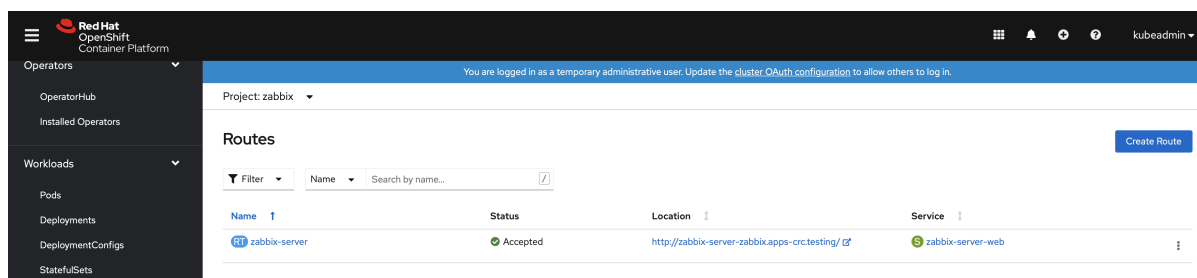 Red Hat
OpenShift
Container Platform
kubeadmin
Operators
OperatorHub
Installed Operators
Workloads
Pods
Deployments
DeploymentConfigs
StatefulSets
You are logged in as a temporary administrative user. Update the cluster OAuth configuration to allow others to log in.
Project: zabbix
Routes
Create Route
Filter
Name
Search by name...
/
Name Status Location Service
RT zabbix-server Accepted http://zabbix-server-zabbix.apps-crc.testing/ S zabbix-server-web